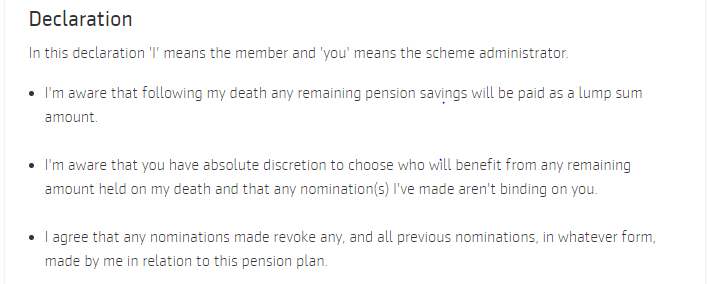 Declaration
In this declaration 'I' means the member and 'you' means the scheme administrator.
• I'm aware that following my death any remaining pension savings will be paid as a lump sum
amount.
• I'm aware that you have absolute discretion to choose who will benefit from any remaining
amount held on my death and that any nomination(s) I've made aren't binding on you.
• I agree that any nominations made revoke any, and all previous nominations, in whatever form,
made by me in relation to this pension plan.